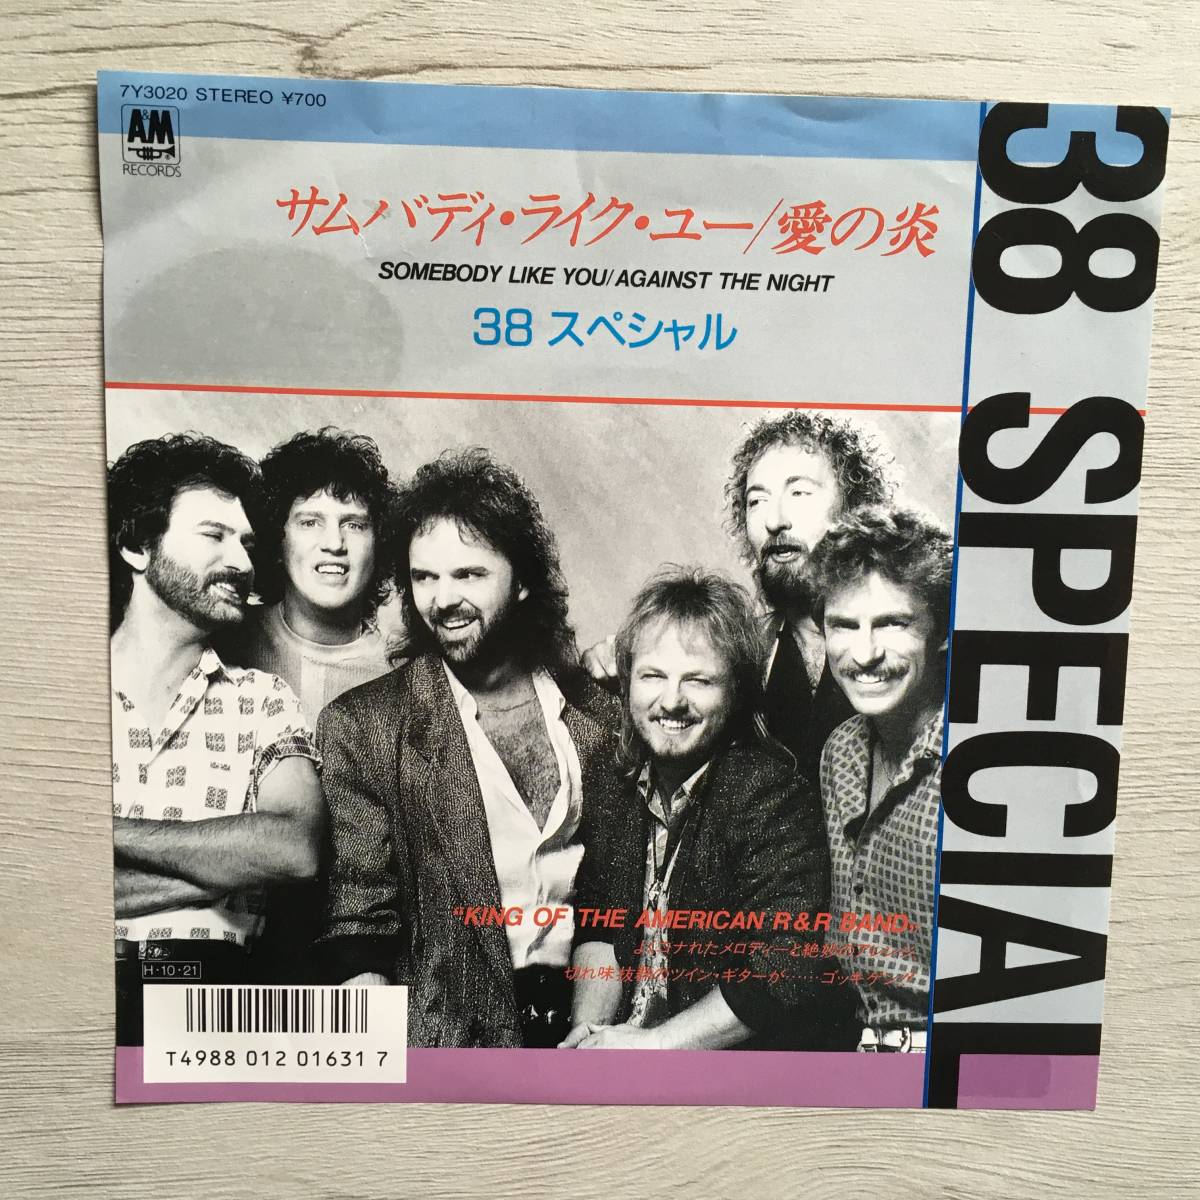 7Y3020 STEREO ¥700
A&M
RECORDS
サムバディ・ライク・ユー/愛の炎
SOMEBODY LIKE YOU/AGAINST THE NIGHT
38 スペシャル
38 SPECIAL
"KING OF THE AMERICAN R&R BAND"
よくコナれたメロディーと絶妙のアレンジ
切れ味抜群のツイン・ギターが……ゴッキゲンだ
H・10・21
T4988 012 01631 7